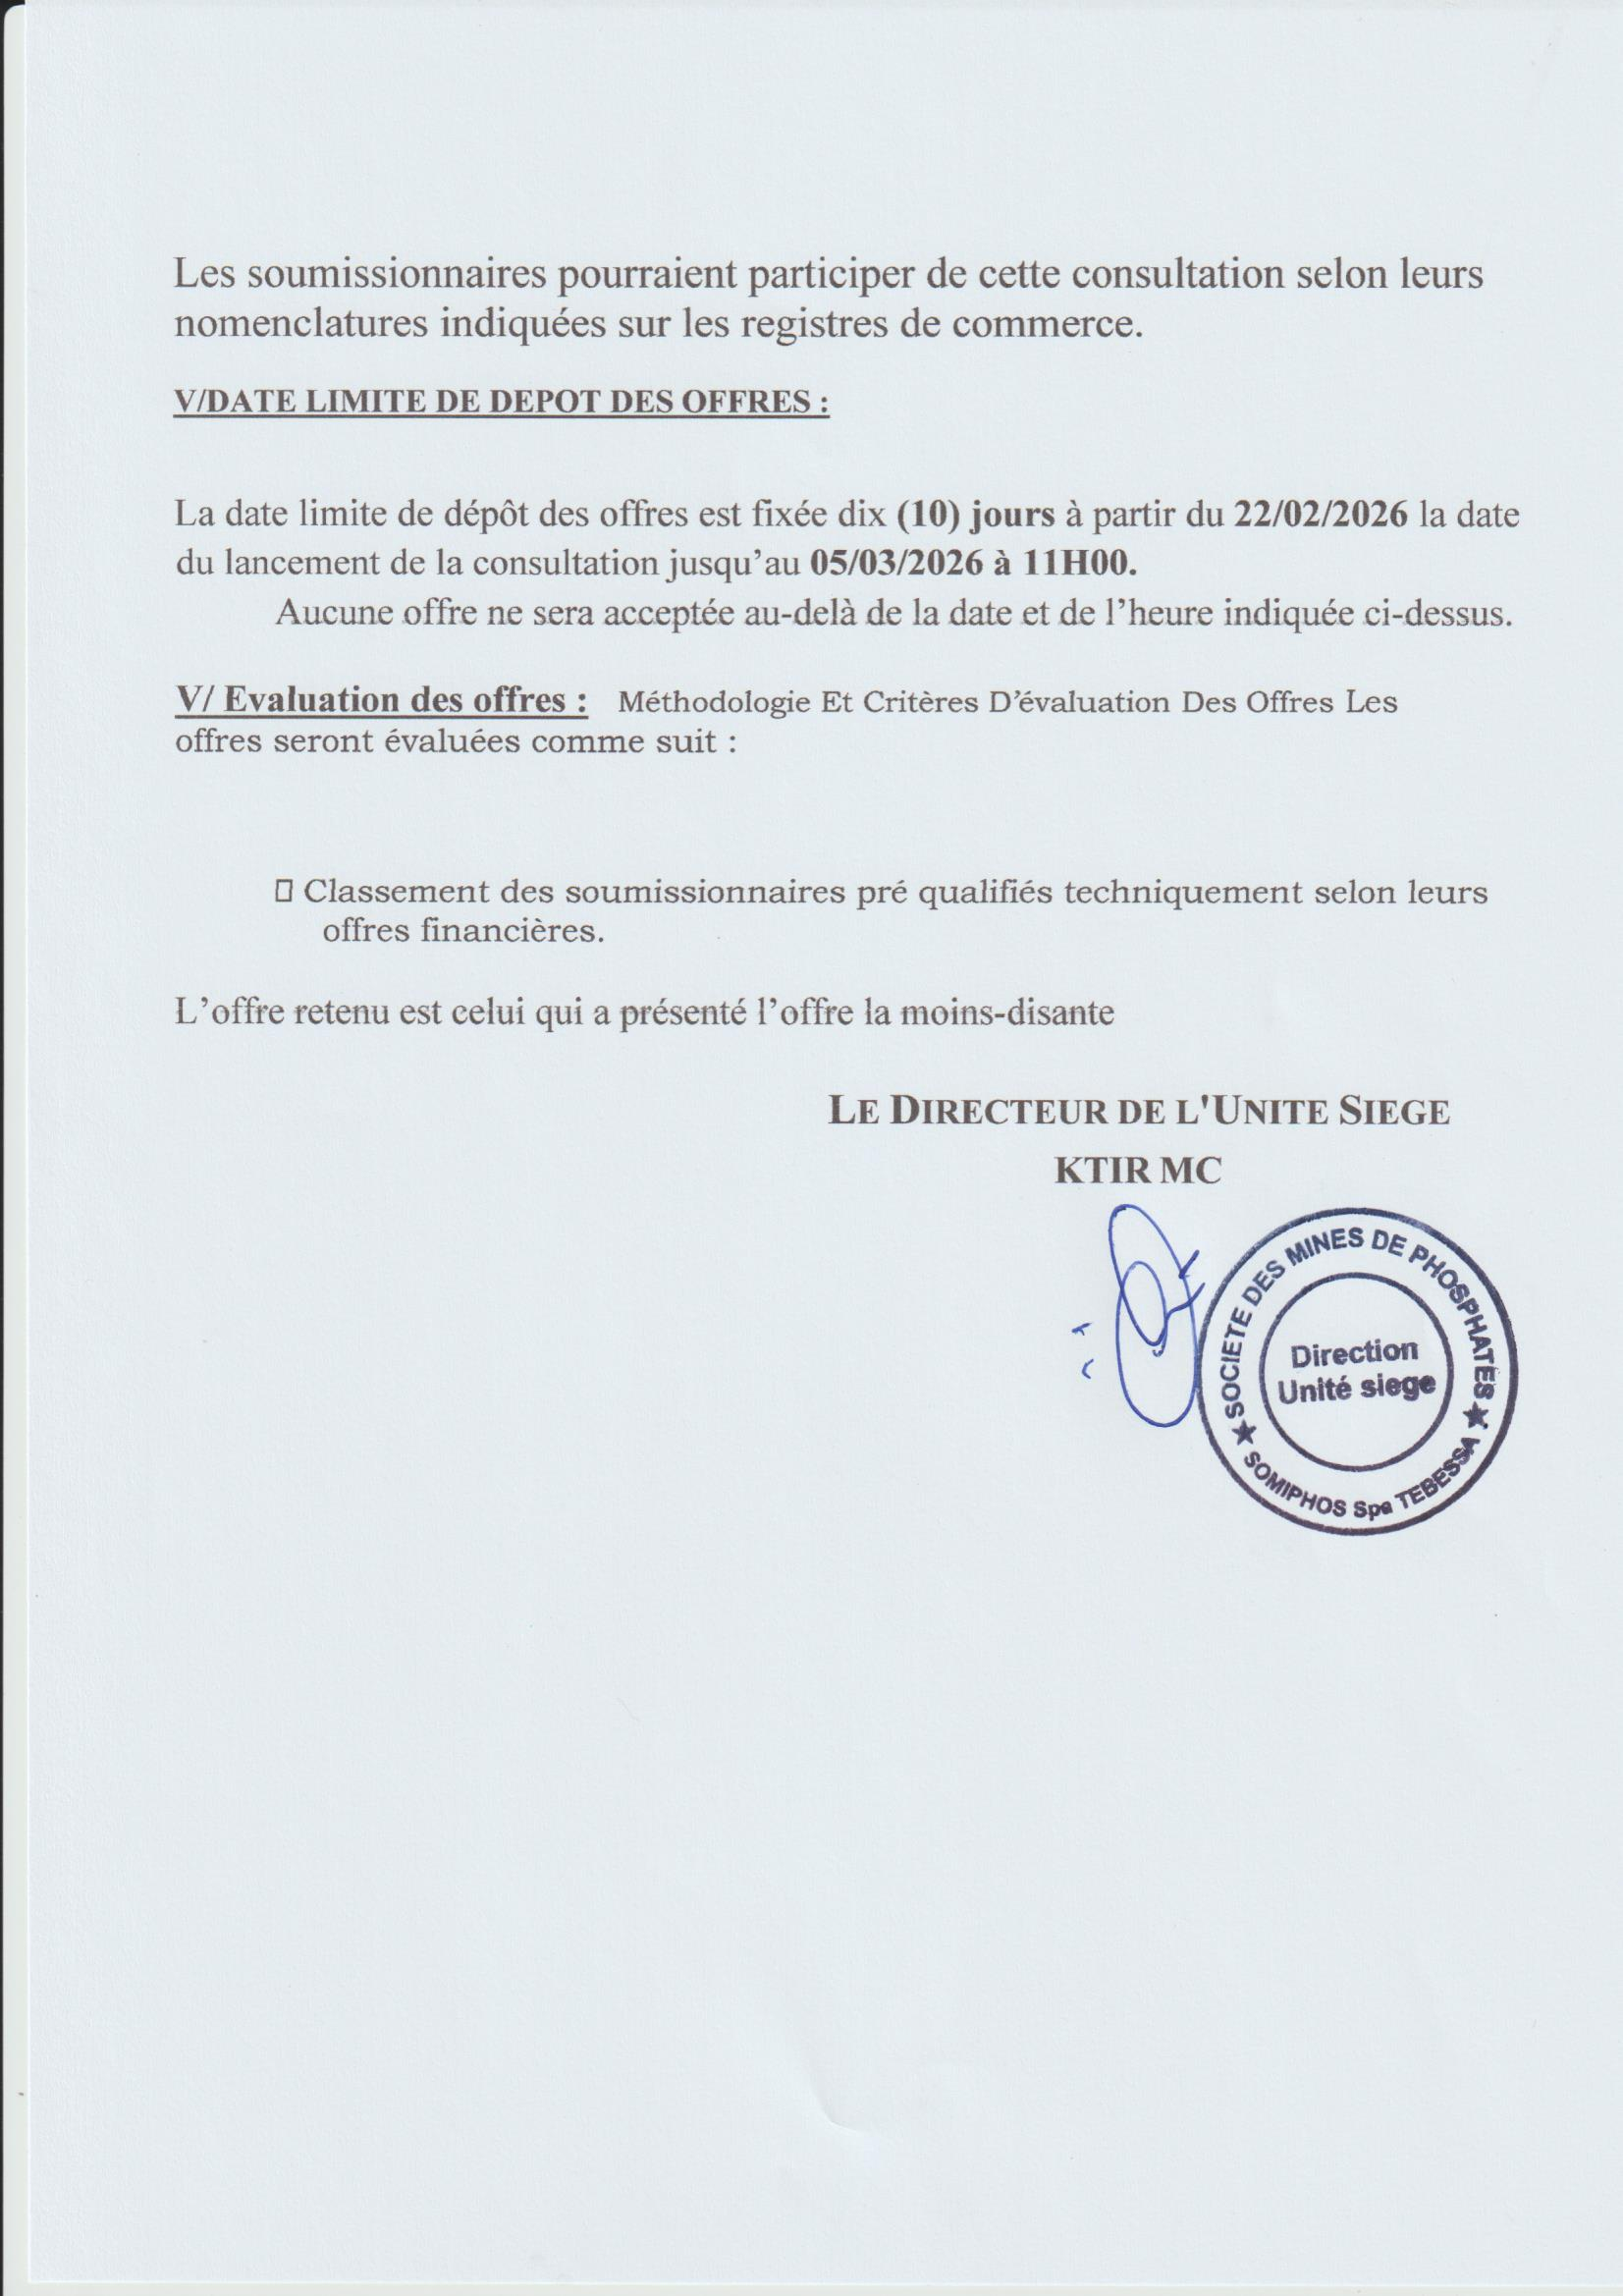 Les soumissionnaires pourraient participer de cette consultation selon leurs
nomenclatures indiquées sur les registres de commerce.
V/DATE LIMITE DE DEPOT DES OFFRES :
La date limite de dépôt des offres est fixée dix (10) jours à partir du 22/02/2026 la date
du lancement de la consultation jusqu’au 05/03/2026 à 11H00.
Aucune offre ne sera acceptée au-delà de la date et de l’heure indiquée ci-dessus.
V/ Evaluation des offres : Méthodologie Et Critères D’évaluation Des Offres Les
offres seront évaluées comme suit :
▯ Classement des soumissionnaires pré qualifiés techniquement selon leurs
offres financières.
L’offre retenu est celui qui a présenté l’offre la moins-disante
LE DIRECTEUR DE L'UNITE SIEGE
KTIR MC
SOCIETE DES MINES DE PHOSPHATES
Direction
Unité siege
★ SOMIPHOS Spa TEBESSA ★